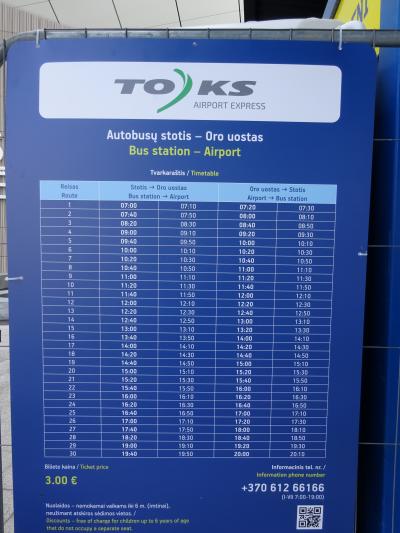 TOKS
AIRPORT EXPRESS
Autobusų stotis – Oro uostas
Bus station – Airport
Tvarkaraštis / Timetable
Reisas Stotis → Oro uostas Oro uostas → Stotis
Route Bus station → Airport Airport → Bus station
1 07:00 07:10 07:20 07:30
2 07:40 07:50 08:00 08:10
3 08:20 08:30 08:40 08:50
4 09:00 09:10 09:20 09:30
5 09:40 09:50 10:00 10:10
6 10:00 10:10 10:20 10:30
7 10:20 10:30 10:40 10:50
8 10:40 10:50 11:00 11:10
9 11:00 11:10 11:20 11:30
10 11:20 11:30 11:40 11:50
11 11:40 11:50 12:00 12:10
12 12:00 12:10 12:20 12:30
13 12:20 12:30 12:40 12:50
14 12:40 12:50 13:00 13:10
15 13:00 13:10 13:20 13:30
16 13:40 13:50 14:00 14:10
17 14:00 14:10 14:20 14:30
18 14:20 14:30 14:40 14:50
19 14:40 14:50 15:00 15:10
20 15:00 15:10 15:20 15:30
21 15:20 15:30 15:40 15:50
22 15:40 15:50 16:00 16:10
23 16:00 16:10 16:20 16:30
24 16:20 16:30 16:40 16:50
25 16:40 16:50 17:00 17:10
26 17:00 17:10 17:20 17:30
27 17:40 17:50 18:00 18:10
28 18:20 18:30 18:40 18:50
29 19:00 19:10 19:20 19:30
30 19:40 19:50 20:00 20:10
Bilieto kaina / Ticket price
3.00 €
Informacinis tel. nr. /
Information phone number
+370 612 66166
(I-VII 7:00-19:00)
Nuolaidos – nemokamai vaikams iki 6 m. (imtinai),
neužimant atskiros sėdimos vietos. /
Discounts – free of charge for children up to 6 years of age
that do not occupy a separate seat.